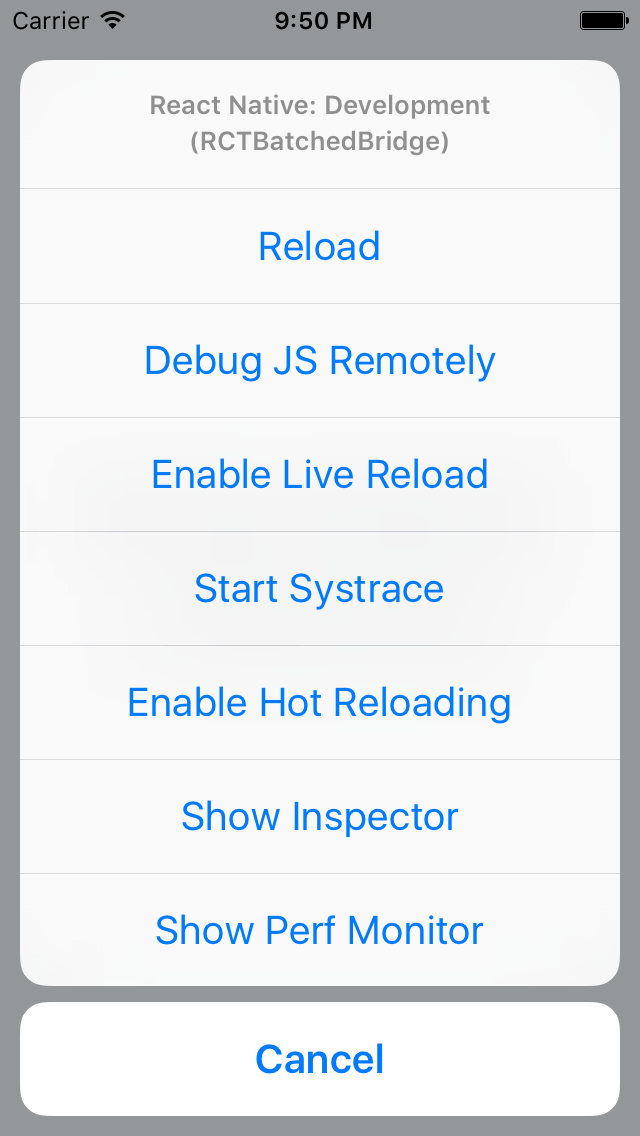 Carrier 9:50 PM
React Native: Development
(RCTBatchedBridge)
Reload
Debug JS Remotely
Enable Live Reload
Start Systrace
Enable Hot Reloading
Show Inspector
Show Perf Monitor
Cancel